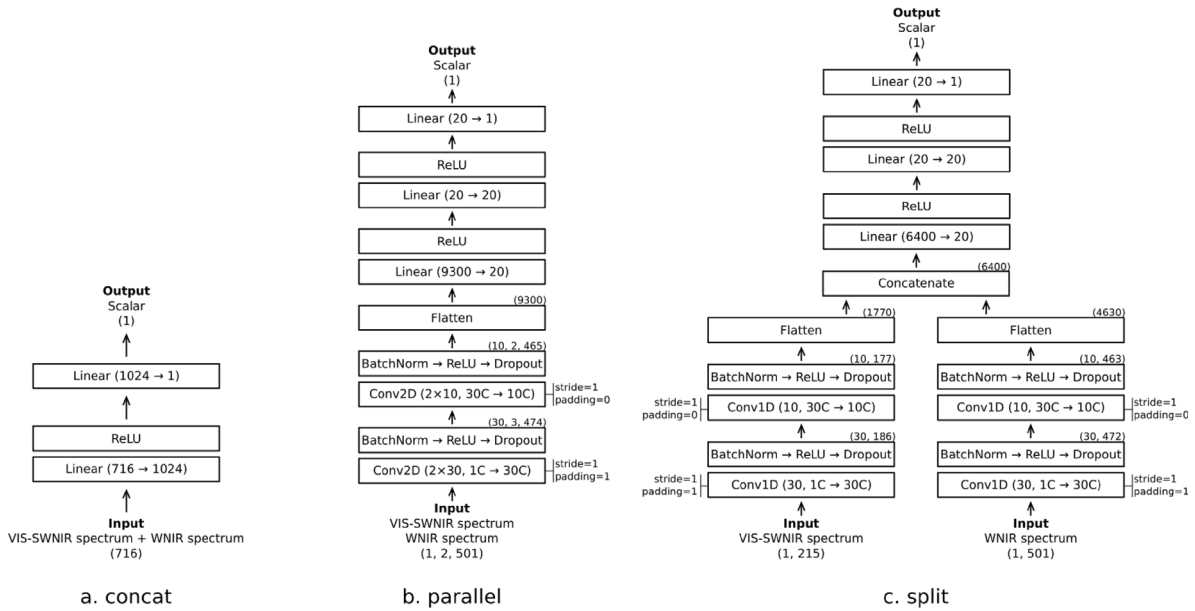 Output
Scalar
(1)
Linear (1024 → 1)
ReLU
Linear (716 → 1024)
Input
VIS-SWNIR spectrum + WNIR spectrum
(716)
a. concat
Output
Scalar
(1)
Linear (20 → 1)
ReLU
Linear (20 → 20)
ReLU
Linear (9300 → 20)
(9300)
Flatten
(10, 2, 465)
BatchNorm → ReLU → Dropout
Conv2D (2×10, 30C → 10C)
stride=1
padding=0
(30, 3, 474)
BatchNorm → ReLU → Dropout
Conv2D (2×30, 1C → 30C)
stride=1
padding=1
Input
VIS-SWNIR spectrum
WNIR spectrum
(1, 2, 501)
b. parallel
Output
Scalar
(1)
Linear (20 → 1)
ReLU
Linear (20 → 20)
ReLU
Linear (6400 → 20)
(6400)
Concatenate
(1770)
Flatten
(10, 177)
BatchNorm → ReLU → Dropout
stride=1
padding=0
Conv1D (10, 30C → 10C)
(30, 186)
BatchNorm → ReLU → Dropout
stride=1
padding=1
Conv1D (30, 1C → 30C)
Input
VIS-SWNIR spectrum
(1, 215)
(4630)
Flatten
(10, 463)
BatchNorm → ReLU → Dropout
Conv1D (10, 30C → 10C)
stride=1
padding=0
(30, 472)
BatchNorm → ReLU → Dropout
Conv1D (30, 1C → 30C)
stride=1
padding=1
Input
WNIR spectrum
(1, 501)
c. split